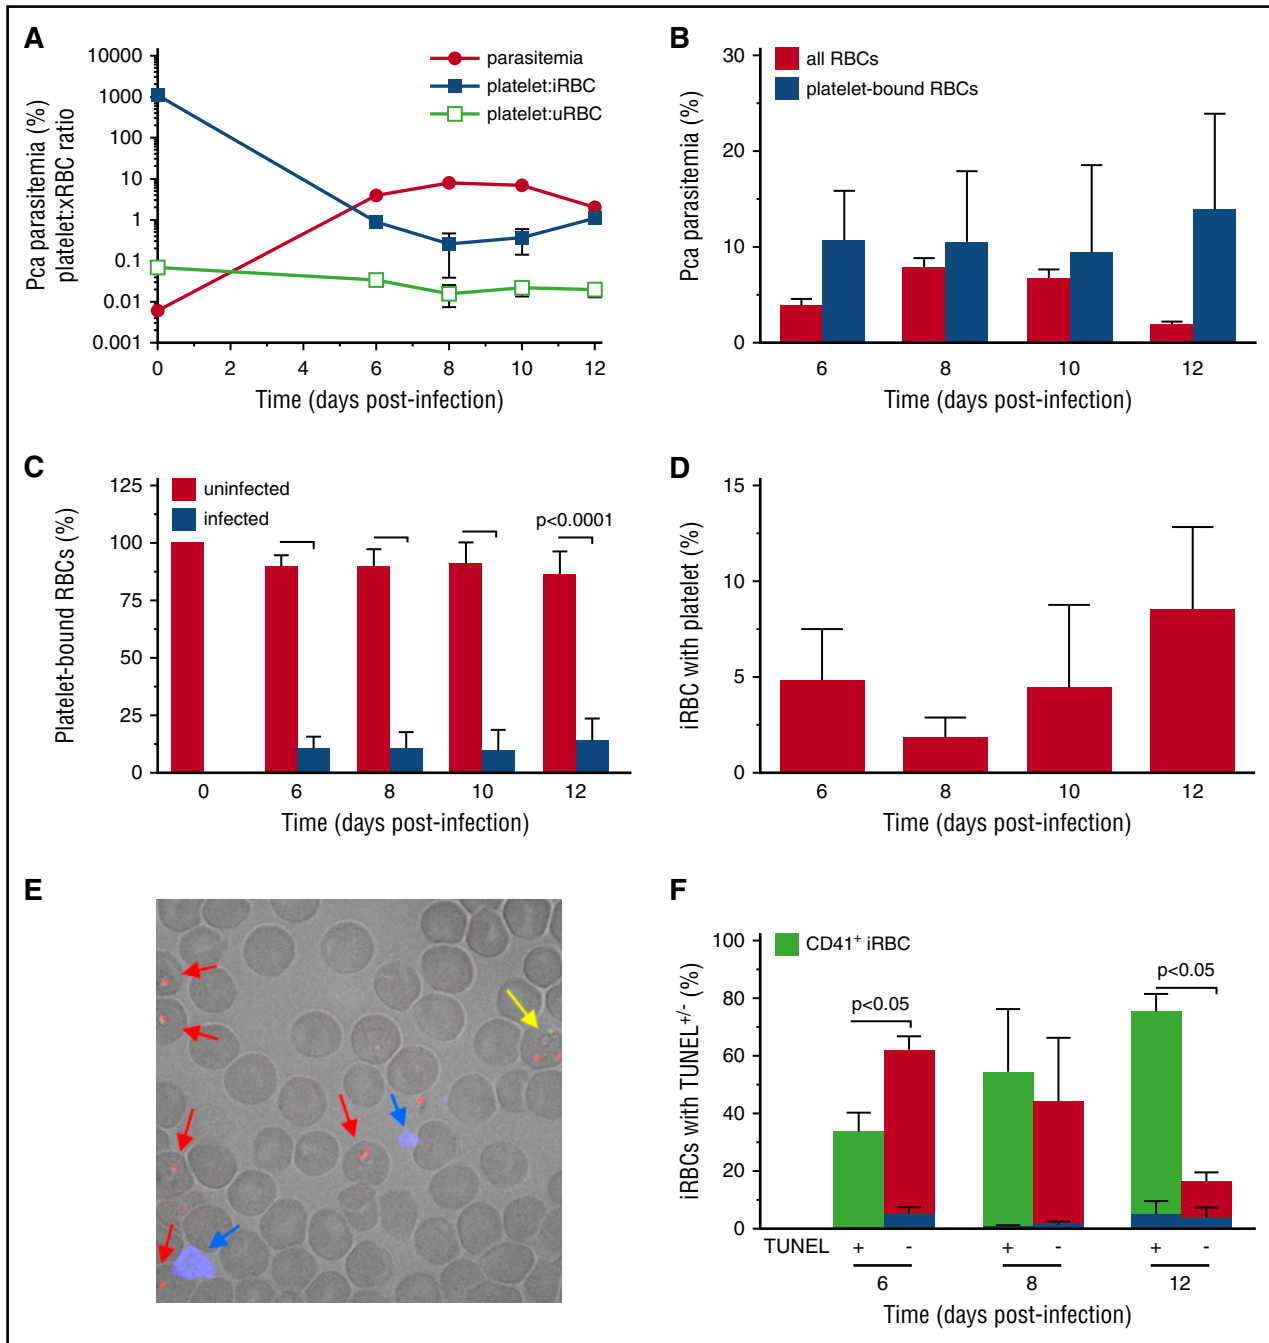 A
Pca parasitemia (%)
platelet:xRBC ratio
10000
1000
100
10
1
0.1
0.01
0.001
parasitemia
platelet:iRBC
platelet:uRBC
0 2 4 6 8 10 12
Time (days post-infection)
B
Pca parasitemia (%)
30
20
10
0
all RBCs
platelet-bound RBCs
6 8 10 12
Time (days post-infection)
C
Platelet-bound RBCs (%)
125
100
75
50
25
0
uninfected
infected
p<0.0001
0 6 8 10 12
Time (days post-infection)
D
iRBC with platelet (%)
15
10
5
0
6 8 10 12
Time (days post-infection)
E
F
iRBCs with TUNEL+/- (%)
100
80
60
40
20
0
CD41+ iRBC
p<0.05
p<0.05
TUNEL + - + - + -
6 8 12
Time (days post-infection)